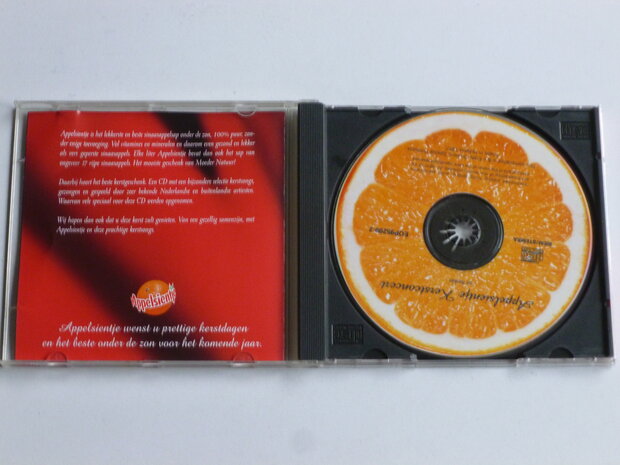 Appelsientje is het lekkerste en beste sinaasappelsap onder de zon, 100% puur, zon-
der enige toevoeging. Vol vitamines en mineralen en daarom even gezond en lekker
als vers geperste sinaasappels. Elke liter Appelsientje bevat dan ook het sap van
ongeveer 17 rijpe sinaasappels. Het mooiste geschenk van Moeder Natuur!
Daarbij hoort het beste kerstgeschenk. Een CD met een bijzondere selectie kerstsongs,
gezongen en gespeeld door zeer bekende Nederlandse en buitenlandse artiesten.
Waarvan vele speciaal voor deze CD werden opgenomen.
Wij hopen dan ook dat u deze kerst zult genieten. Van een gezellig samenzijn, met
Appelsientje en deze prachtige kerstsongs.
Appelsientje
Appelsientje wenst u prettige kerstdagen
en het beste onder de zon voor het komende jaar.
Appelsientje Kerstconcert